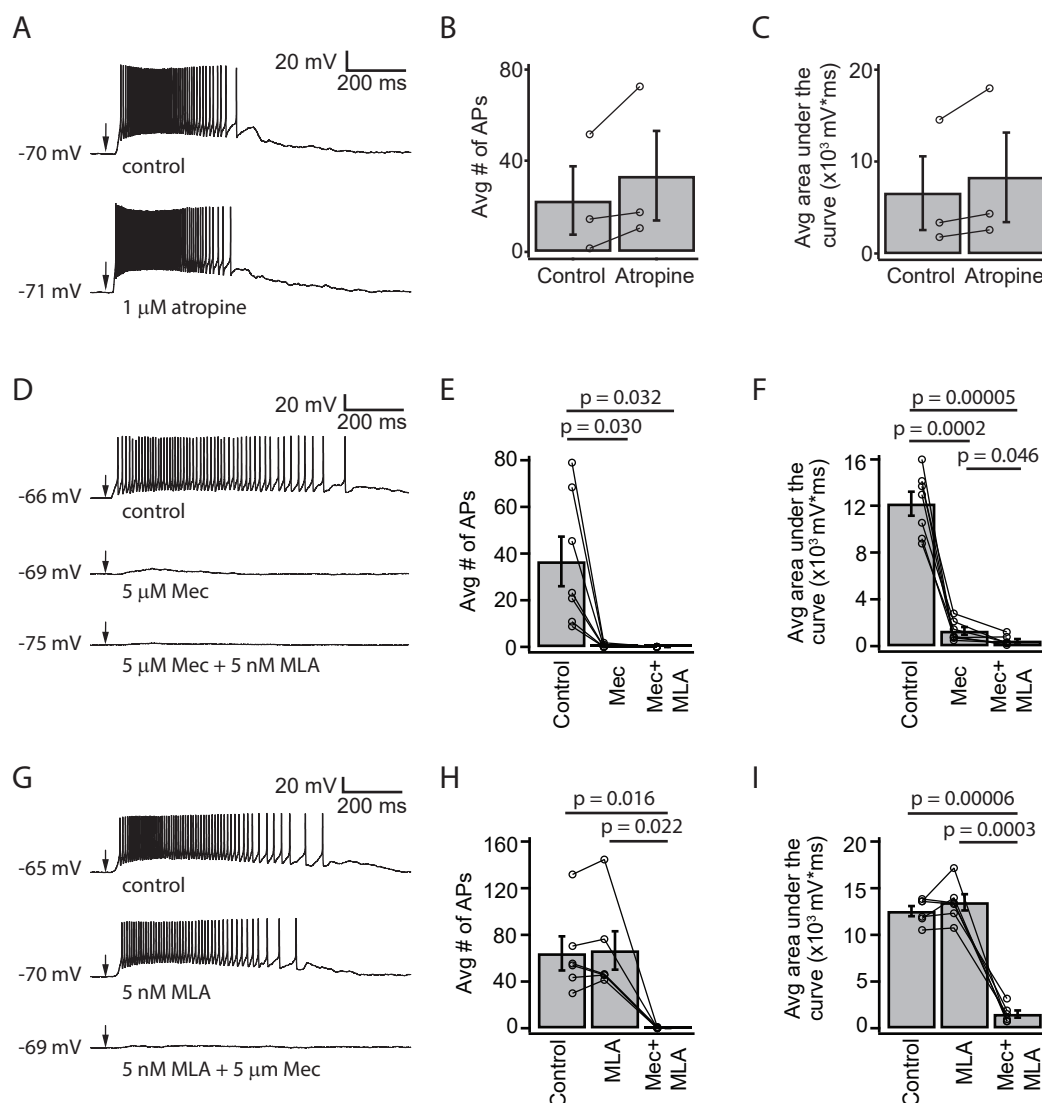 A
20 mV
200 ms
-70 mV
control
-71 mV
1 μM atropine
B
Avg # of APs
80
40
0
Control Atropine
C
Avg area under the
curve (x10³ mV*ms)
20
10
0
Control Atropine
D
20 mV
200 ms
-66 mV
control
-69 mV
5 μM Mec
-75 mV
5 μM Mec + 5 nM MLA
E
p = 0.032
p = 0.030
Avg # of APs
80
60
40
20
0
Control
Mec
Mec+
MLA
F
p = 0.00005
p = 0.0002
p = 0.046
Avg area under the
curve (x10³ mV*ms)
16
12
8
4
0
Control
Mec
Mec+
MLA
G
20 mV
200 ms
-65 mV
control
-70 mV
5 nM MLA
-69 mV
5 nM MLA + 5 μm Mec
H
p = 0.016
p = 0.022
Avg # of APs
160
120
80
40
0
Control
MLA
Mec+
MLA
I
p = 0.00006
p = 0.0003
Avg area under the
curve (x10³ mV*ms)
20
15
10
5
0
Control
MLA
Mec+
MLA